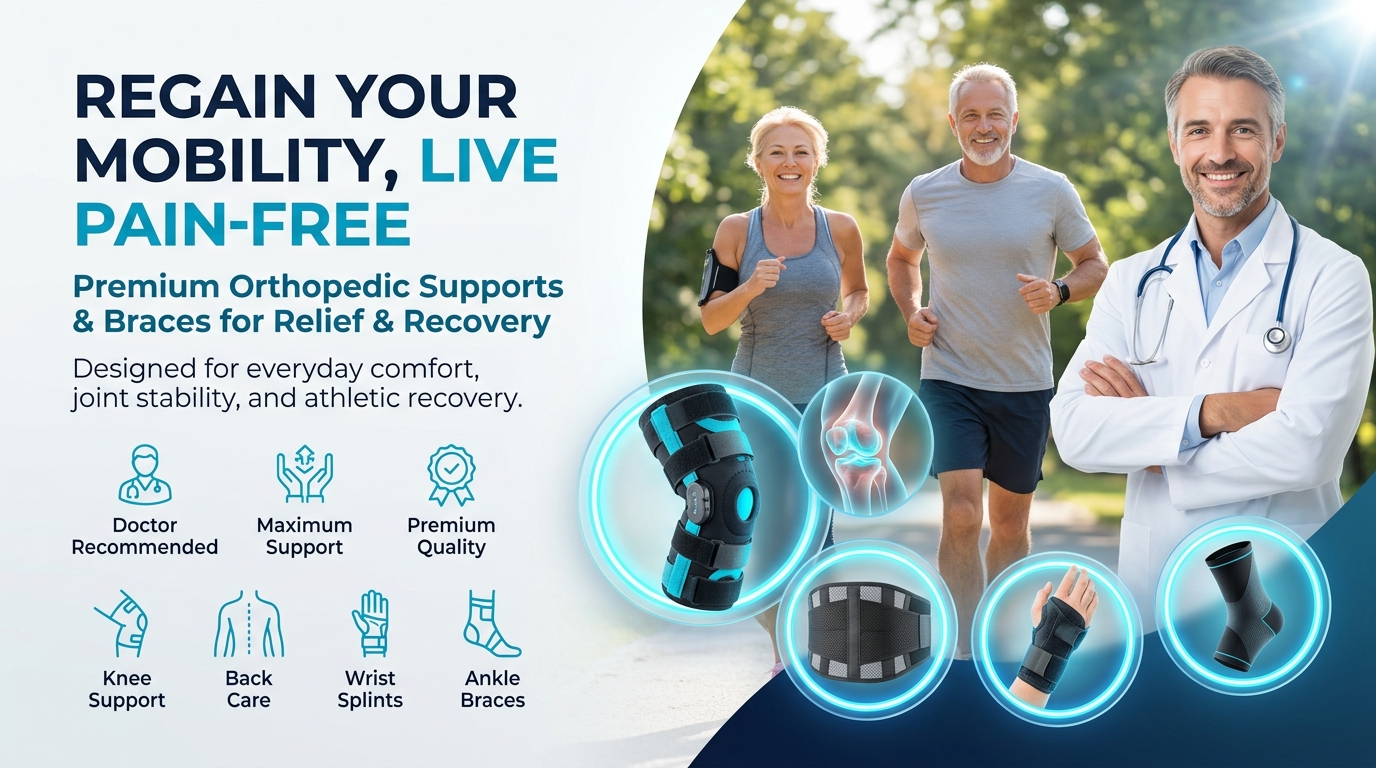 REGAIN YOUR
MOBILITY, LIVE
PAIN-FREE
Premium Orthopedic Supports
& Braces for Relief & Recovery
Designed for everyday comfort,
joint stability, and athletic recovery.
Doctor
Recommended
Maximum
Support
Premium
Quality
Knee
Support
Back
Care
Wrist
Splints
Ankle
Braces